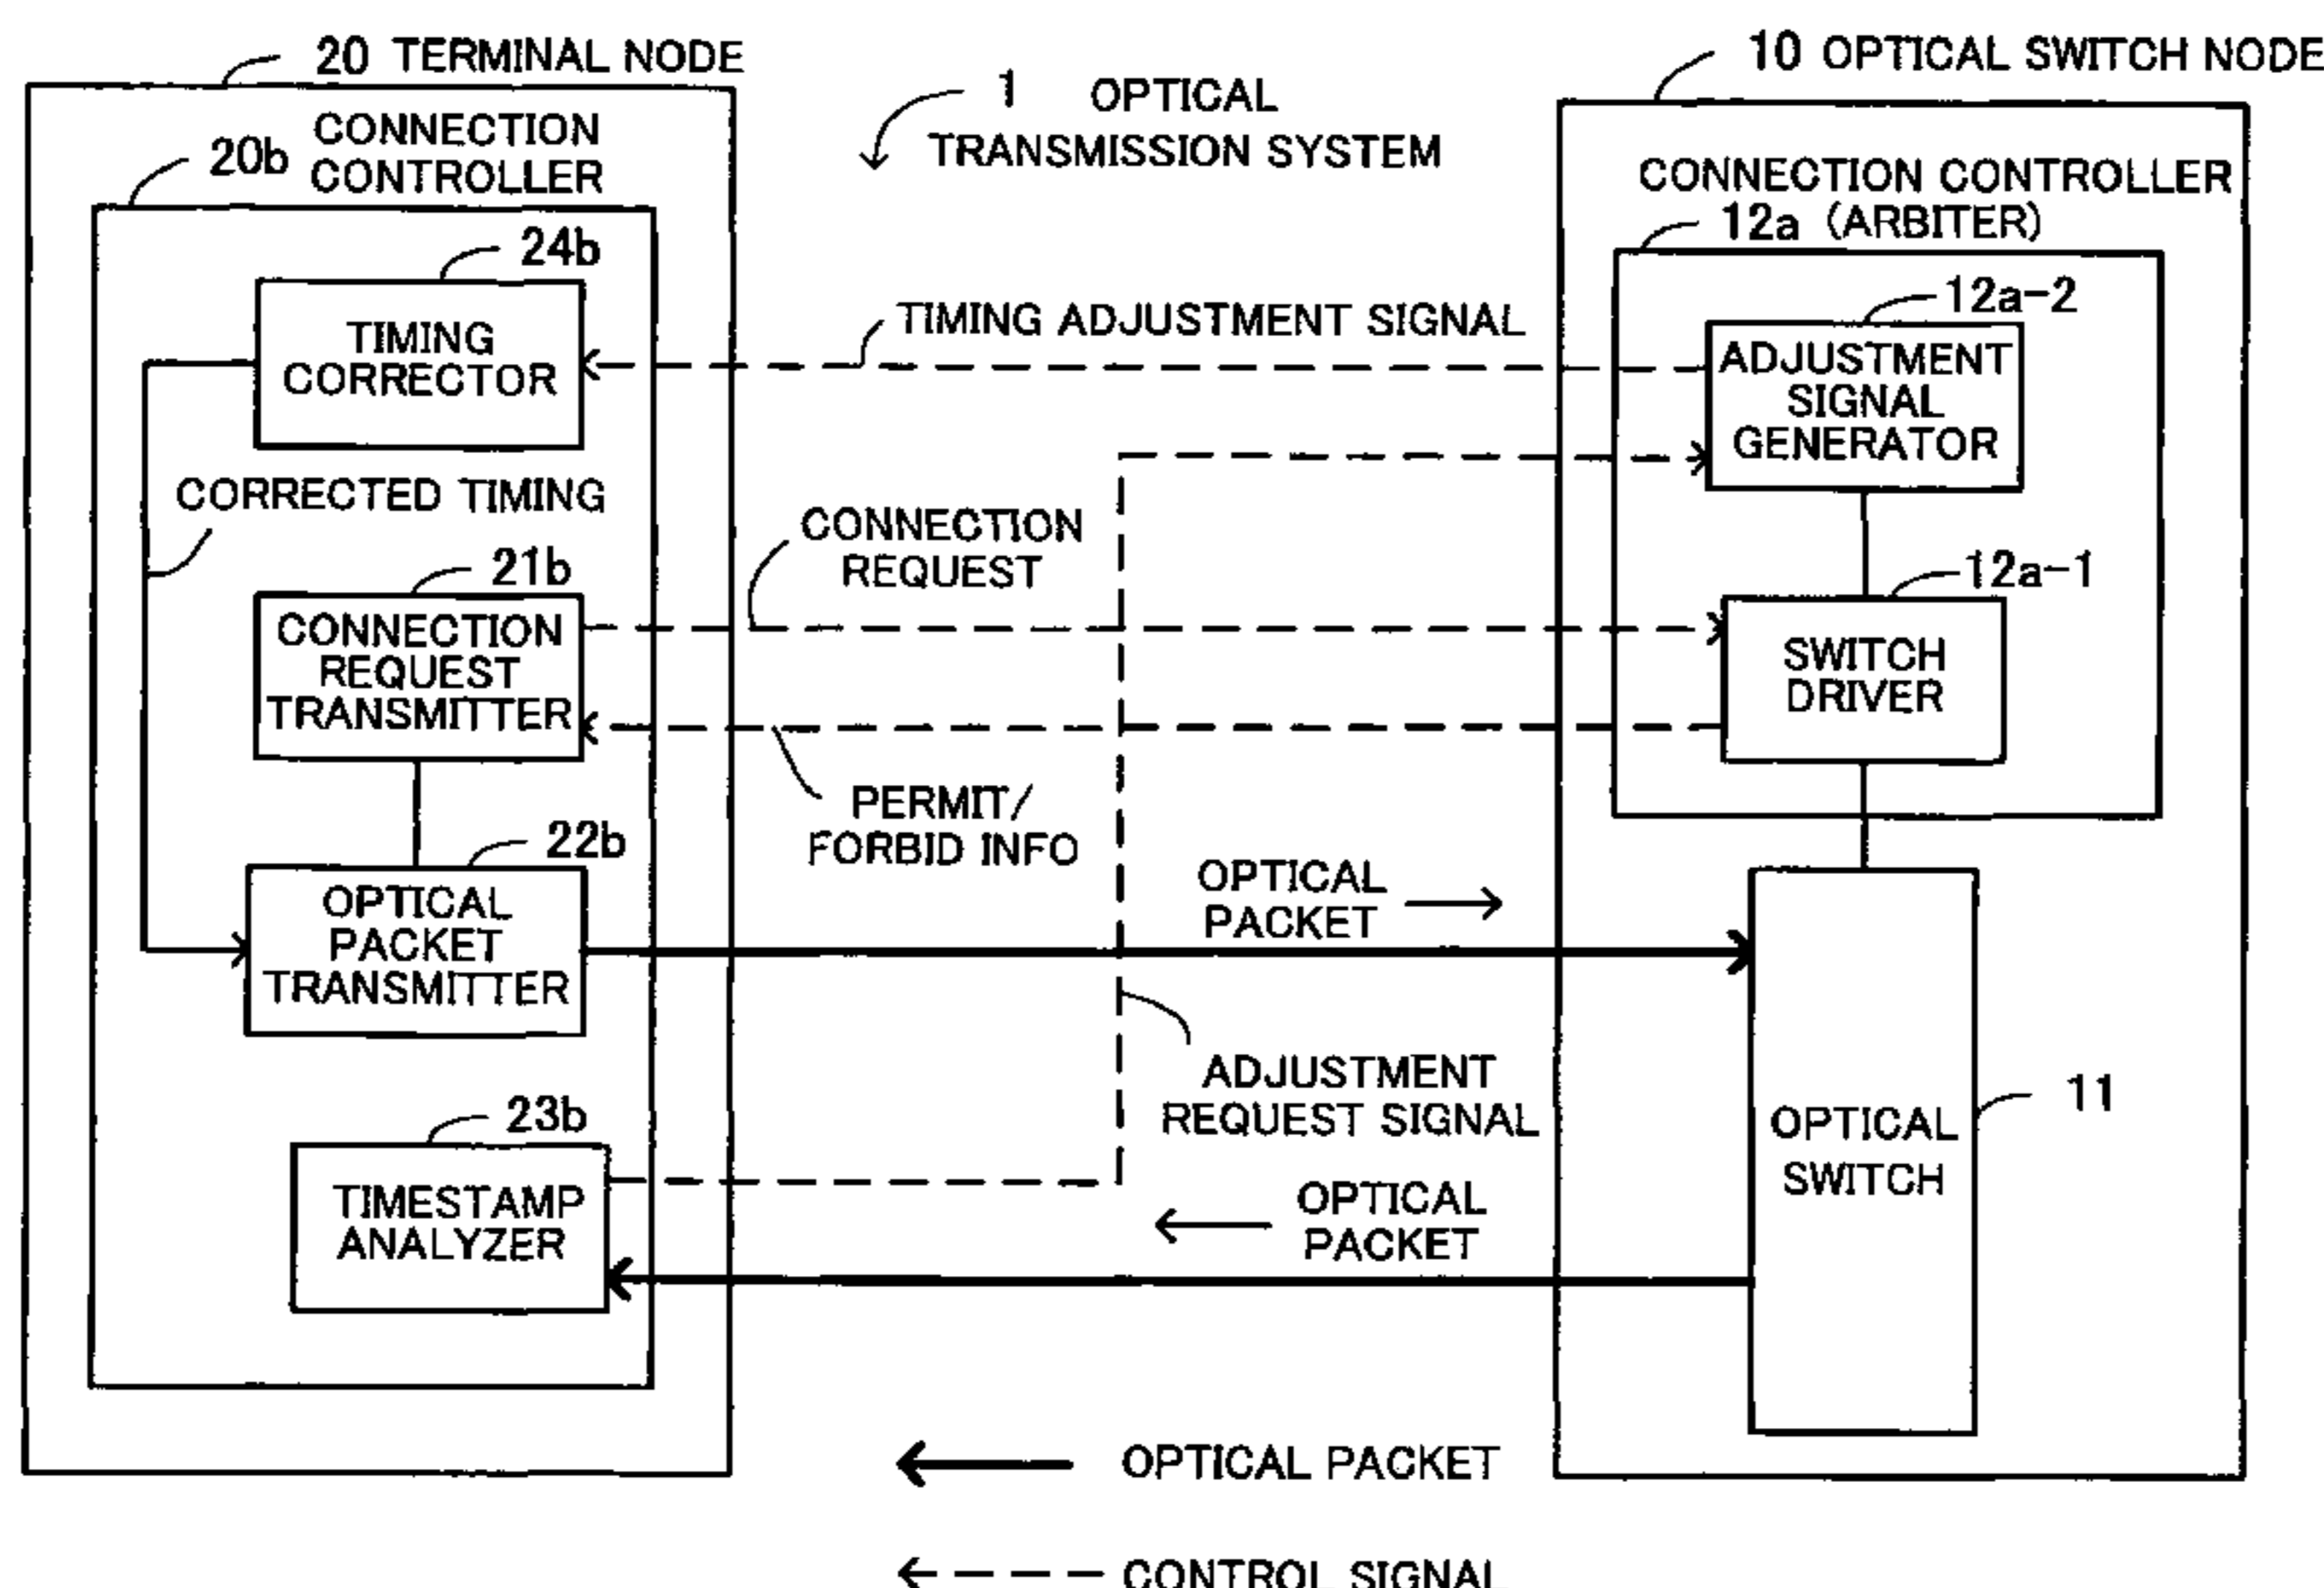 20 TERMINAL NODE
20b CONNECTION
CONTROLLER
24b
TIMING
CORRECTOR
CORRECTED TIMING
21b
CONNECTION
REQUEST
TRANSMITTER
22b
OPTICAL
PACKET
TRANSMITTER
23b
TIMESTAMP
ANALYZER
1 OPTICAL
TRANSMISSION SYSTEM
TIMING ADJUSTMENT SIGNAL
CONNECTION
REQUEST
PERMIT/
FORBID INFO
OPTICAL
PACKET
ADJUSTMENT
REQUEST SIGNAL
OPTICAL
PACKET
10 OPTICAL SWITCH NODE
CONNECTION CONTROLLER
12a (ARBITER)
12a-2
ADJUSTMENT
SIGNAL
GENERATOR
12a-1
SWITCH
DRIVER
11
OPTICAL
SWITCH
OPTICAL PACKET
CONTROL SIGNAL